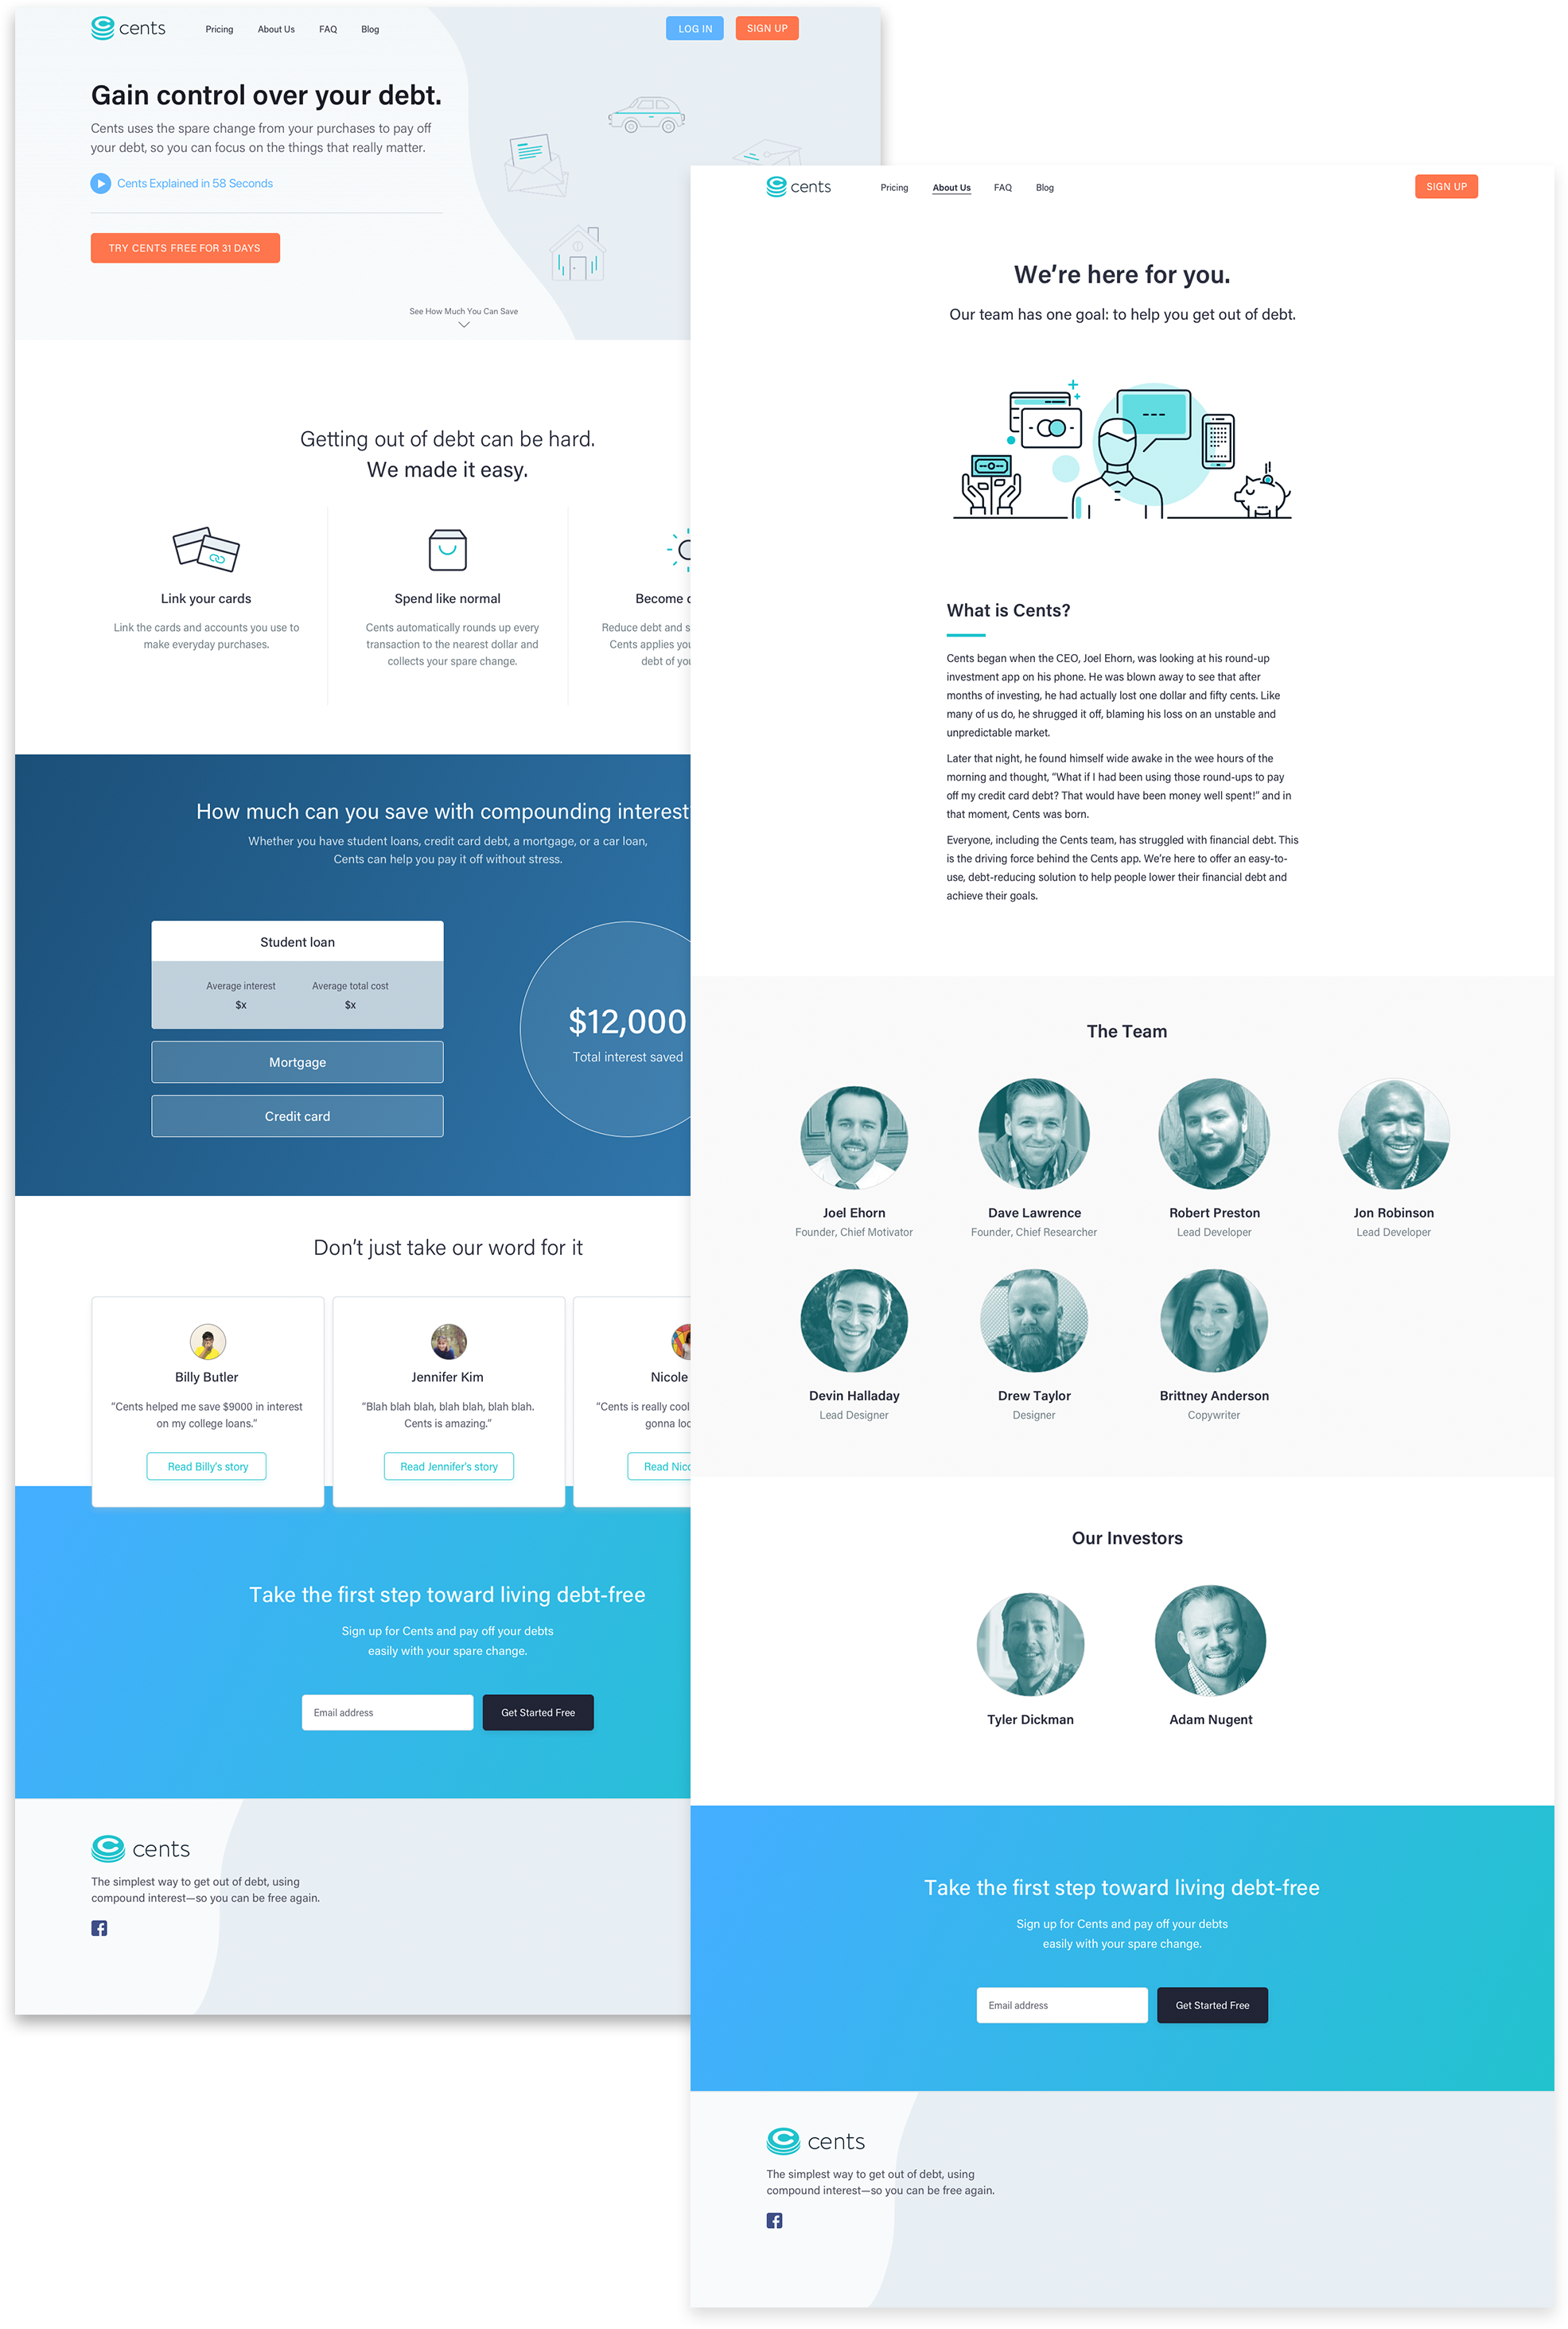 cents
Pricing
About Us
FAQ
Blog
LOG IN
SIGN UP
Gain control over your debt.
Cents uses the spare change from your purchases to pay off
your debt, so you can focus on the things that really matter.
Cents Explained in 58 Seconds
TRY CENTS FREE FOR 31 DAYS
See How Much You Can Save
Getting out of debt can be hard.
We made it easy.
Link your cards
Link the cards and accounts you use to
make everyday purchases.
Spend like normal
Cents automatically rounds up every
transaction to the nearest dollar and
collects your spare change.
Become
Reduce debt and
Cents applies
debt of
How much can you save with compounding interest
Whether you have student loans, credit card debt, a mortgage, or a car loan,
Cents can help you pay it off without stress.
Student loan
Average interest
$x
Average total cost
$x
Mortgage
Credit card
$12,000
Total interest saved
Don’t just take our word for it
Billy Butler
“Cents helped me save $9000 in interest
on my college loans.”
Read Billy’s story
Jennifer Kim
“Blah blah blah, blah blah, blah blah.
Cents is amazing.”
Read Jennifer’s story
Nicole
“Cents is really cool
gonna
Read
Take the first step toward living debt-free
Sign up for Cents and pay off your debts
easily with your spare change.
Email address
Get Started Free
cents
The simplest way to get out of debt, using
compound interest—so you can be free again.
cents
Pricing
About Us
FAQ
Blog
SIGN UP
We’re here for you.
Our team has one goal: to help you get out of debt.
What is Cents?
Cents began when the CEO, Joel Ehorn, was looking at his round-up
investment app on his phone. He was blown away to see that after
months of investing, he had actually lost one dollar and fifty cents. Like
many of us do, he shrugged it off, blaming his loss on an unstable and
unpredictable market.
Later that night, he found himself wide awake in the wee hours of the
morning and thought, “What if I had been using those round-ups to pay
off my credit card debt? That would have been money well spent!” and in
that moment, Cents was born.
Everyone, including the Cents team, has struggled with financial debt. This
is the driving force behind the Cents app. We’re here to offer an easy-to-
use, debt-reducing solution to help people lower their financial debt and
achieve their goals.
The Team
Joel Ehorn
Founder, Chief Motivator
Dave Lawrence
Founder, Chief Researcher
Robert Preston
Lead Developer
Jon Robinson
Lead Developer
Devin Halladay
Lead Designer
Drew Taylor
Designer
Brittney Anderson
Copywriter
Our Investors
Tyler Dickman
Adam Nugent
Take the first step toward living debt-free
Sign up for Cents and pay off your debts
easily with your spare change.
Email address
Get Started Free
cents
The simplest way to get out of debt, using
compound interest—so you can be free again.